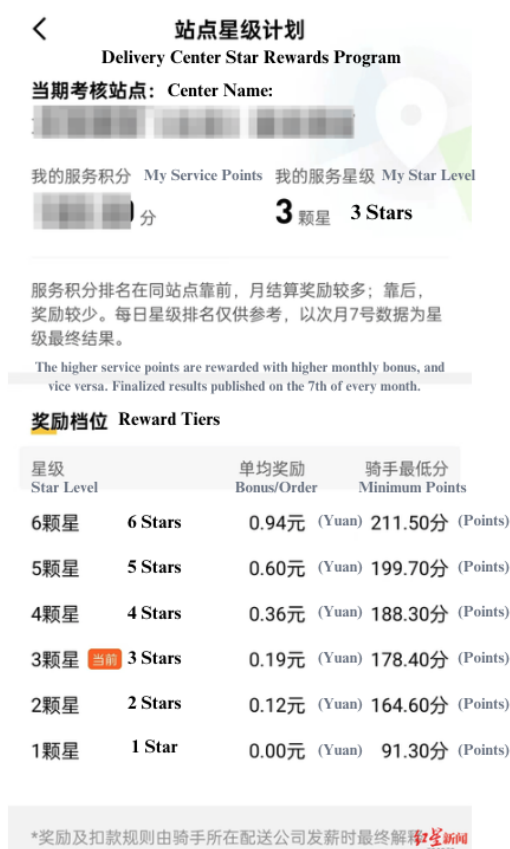 站点星级计划
Delivery Center Star Rewards Program
当期考核站点： Center Name:
我的服务积分 My Service Points 我的服务星级 My Star Level
分 3 颗星 3 Stars
服务积分排名在同站点靠前，月结算奖励较多；靠后，
奖励较少。每日星级排名仅供参考，以次月7号数据为星
级最终结果。
The higher service points are rewarded with higher monthly bonus, and
vice versa. Finalized results published on the 7th of every month.
奖励档位 Reward Tiers
星级 单均奖励 骑手最低分
Star Level Bonus/Order Minimum Points
6颗星 6 Stars 0.94元 (Yuan) 211.50分 (Points)
5颗星 5 Stars 0.60元 (Yuan) 199.70分 (Points)
4颗星 4 Stars 0.36元 (Yuan) 188.30分 (Points)
3颗星 当前 3 Stars 0.19元 (Yuan) 178.40分 (Points)
2颗星 2 Stars 0.12元 (Yuan) 164.60分 (Points)
1颗星 1 Star 0.00元 (Yuan) 91.30分 (Points)
*奖励及扣款规则由骑手所在配送公司发薪时最终解释 红星新闻